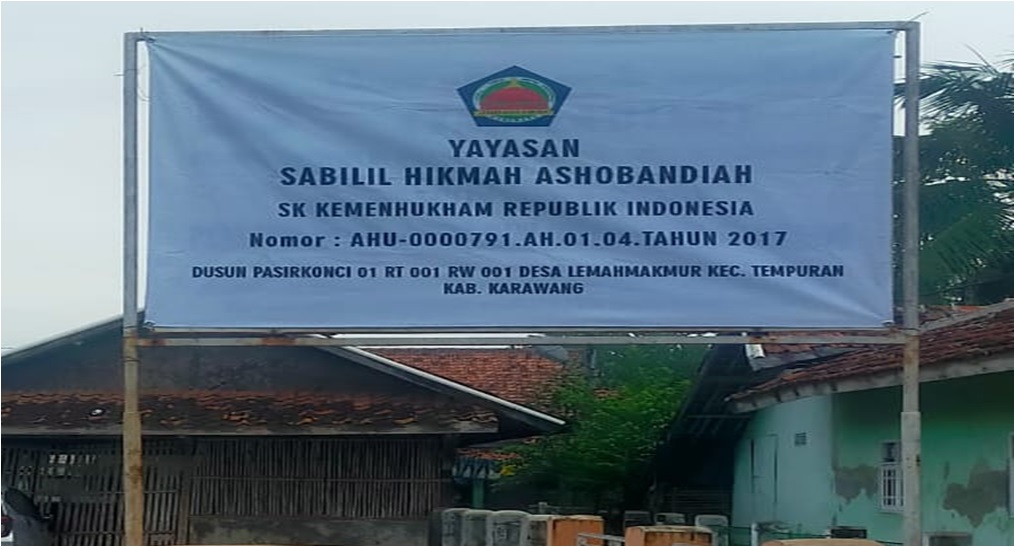 YAYASAN
SABILIL HIKMAH ASHOBANDIAH
SK KEMENHUKHAM REPUBLIK INDONESIA
Nomor : AHU-0000791.AH.01.04.TAHUN 2017
DUSUN PASIRKONCI 01 RT 001 RW 001 DESA LEMAHMAKMUR KEC. TEMPURAN
KAB. KARAWANG